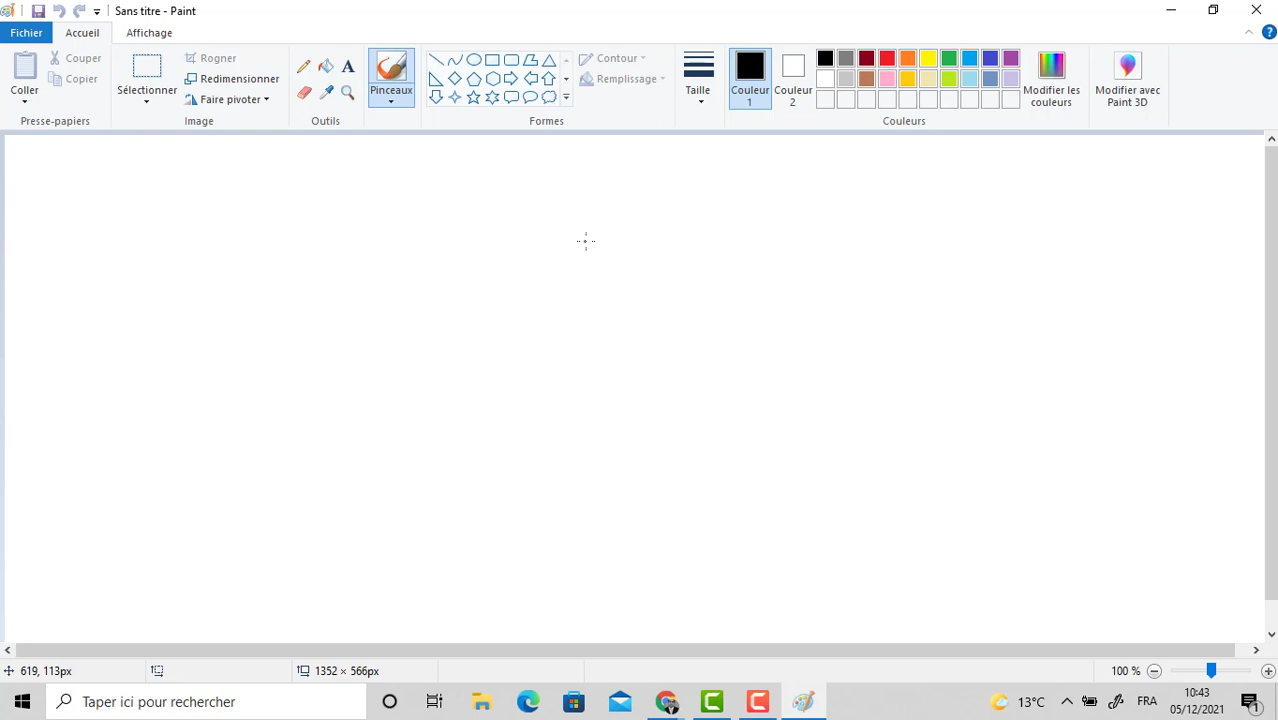 Sans titre - Paint
Fichier Accueil Affichage
Coller
Couper
Copier
Presse-papiers
Sélectionner
Rogner
Redimensionner
Faire pivoter
Image
A
Outils
Pinceaux
Contour
Remplissage
Formes
Taille
Couleur 1
Couleur 2
Modifier les couleurs
Couleurs
Modifier avec Paint 3D
619, 113px
1352 × 566px
100 %
Taper ici pour rechercher
13°C
FRA
10:43
05/12/2021
1